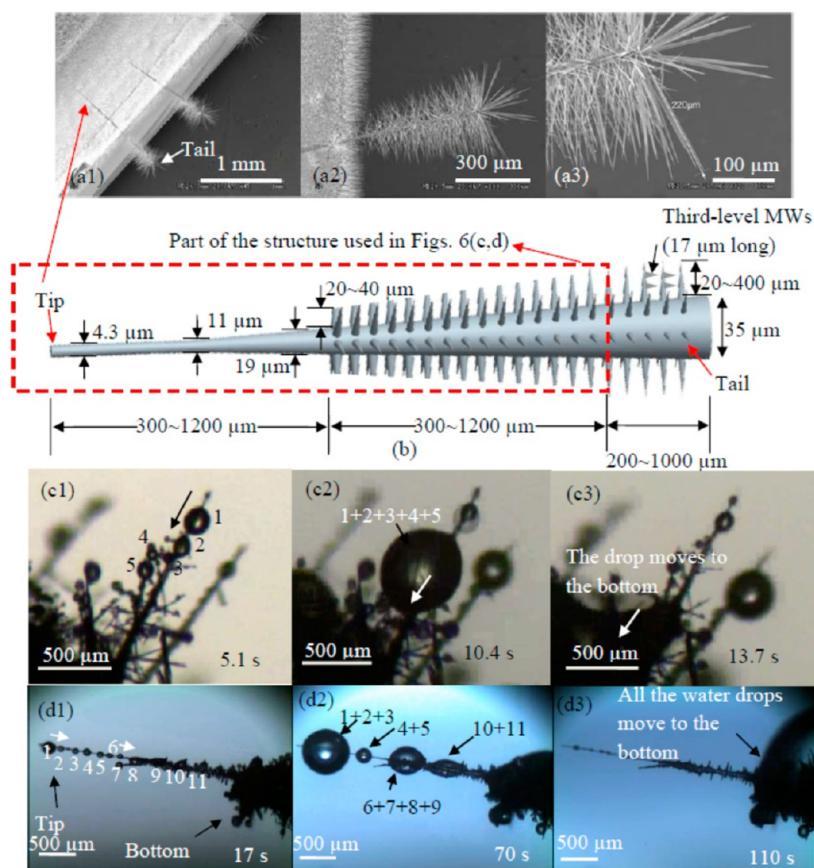 Tail
1 mm
(a1)
300 µm
(a2)
220µm
100 µm
(a3)
Third-level MWs
(17 µm long)
Part of the structure used in Figs. 6(c,d)
20~40 µm
20~400 µm
Tip
4.3 µm
11 µm
35 µm
19 µm
Tail
300~1200 µm
300~1200 µm
(b)
200~1000 µm
(c1)
1
2
4
3
5
500 µm
5.1 s
(c2)
1+2+3+4+5
500 µm
10.4 s
(c3)
The drop moves to
the bottom
500 µm
13.7 s
(d1)
1
6
2 3 4 5
7 8 9 10 11
Tip
500 µm
Bottom
17 s
(d2)
1+2+3
4+5
10+11
6+7+8+9
500 µm
70 s
(d3)
All the water drops
move to the
bottom
500 µm
110 s